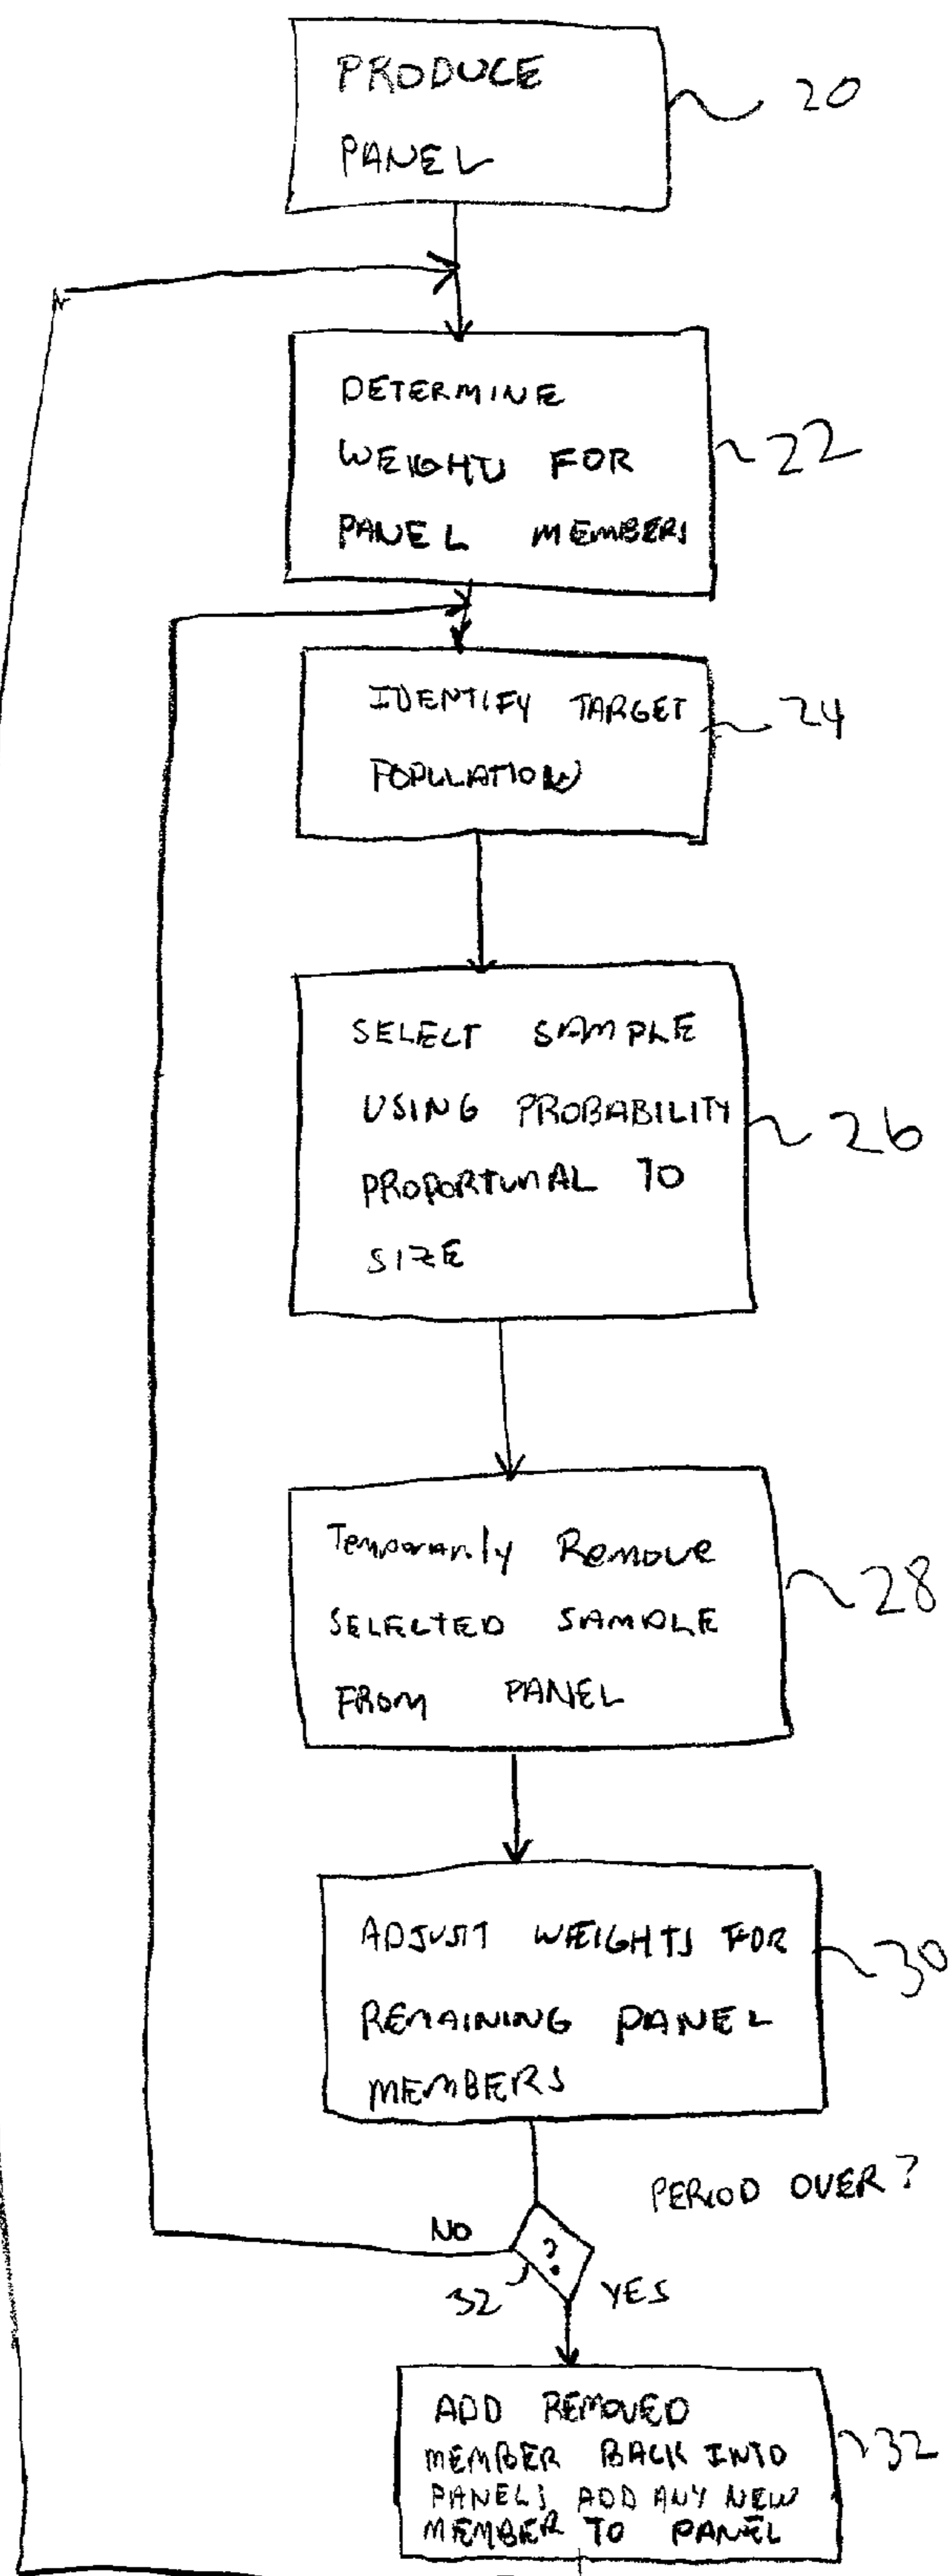 PRODUCE
PANEL
20
DETERMINE
WEIGHTS FOR
PANEL MEMBERS
22
IDENTIFY TARGET
POPULATION
24
SELECT SAMPLE
USING PROBABILITY
PROPORTIONAL TO
SIZE
26
Temporarily Remove
SELECTED SAMPLE
FROM PANEL
28
ADJUST WEIGHTS FOR
REMAINING PANEL
MEMBERS
30
PERIOD OVER?
NO
?
32
YES
ADD REMOVED
MEMBER BACK INTO
PANEL; ADD ANY NEW
MEMBER TO PANEL
32